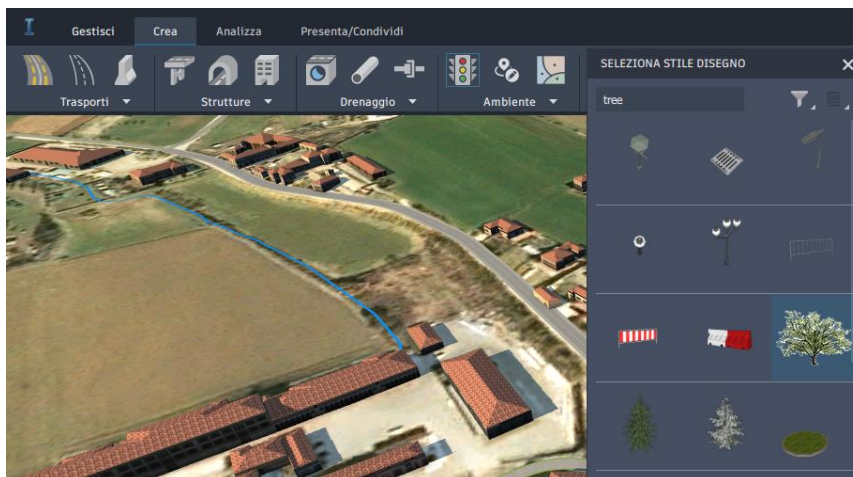 Gestisci Crea Analizza Presenta/Condividi
Trasporti Strutture Drenaggio Ambiente
SELEZIONA STILE DISEGNO
tree